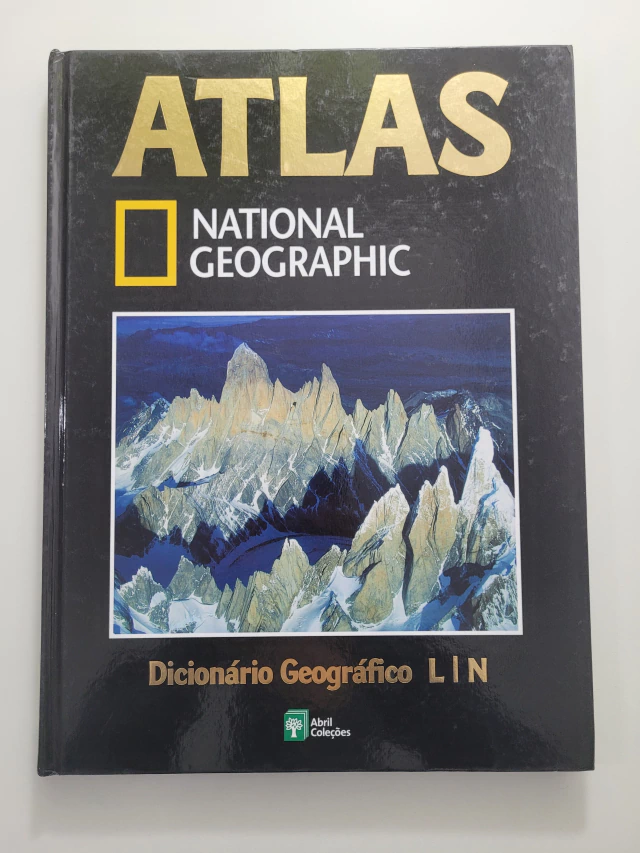 ATLAS
NATIONAL
GEOGRAPHIC
Dicionário Geográfico L|N
Abril
Coleções